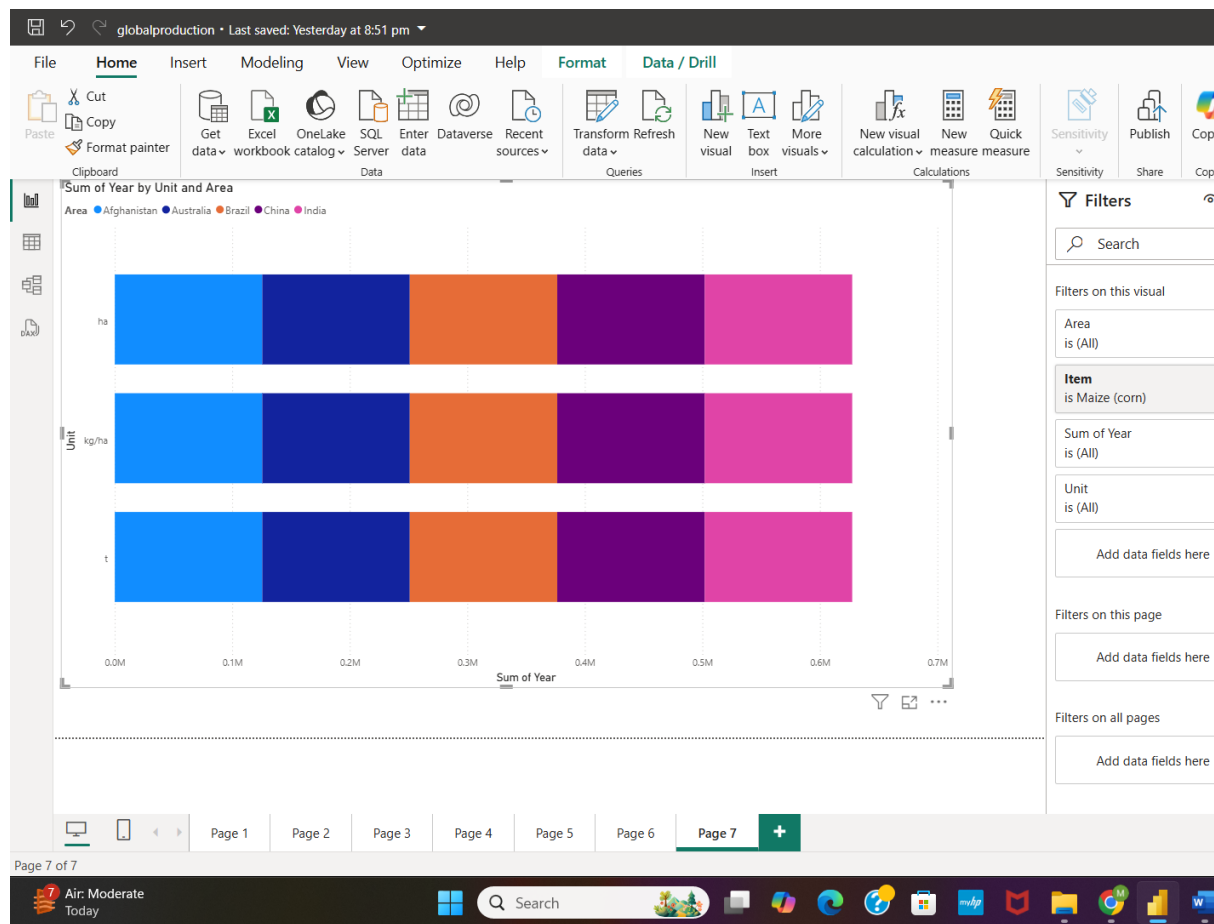 globalproduction • Last saved: Yesterday at 8:51 pm
File Home Insert Modeling View Optimize Help Format Data / Drill
Paste
Cut
Copy
Format painter
Clipboard
Get data
Excel workbook
OneLake catalog
SQL Server
Enter data
Dataverse
Recent sources
Data
Transform data
Refresh
Queries
New visual
Text box
More visuals
Insert
New visual calculation
New measure
Quick measure
Calculations
Sensitivity
Sensitivity
Publish
Share
Cop
Cop
DAX
Sum of Year by Unit and Area
Area Afghanistan Australia Brazil China India
Unit
ha
kg/ha
t
0.0M 0.1M 0.2M 0.3M 0.4M 0.5M 0.6M 0.7M
Sum of Year
Filters
Search
Filters on this visual
Area
is (All)
Item
is Maize (corn)
Sum of Year
is (All)
Unit
is (All)
Add data fields here
Filters on this page
Add data fields here
Filters on all pages
Add data fields here
Page 1 Page 2 Page 3 Page 4 Page 5 Page 6 Page 7 +
Page 7 of 7
7
Air: Moderate
Today
Search
myhp
M
W